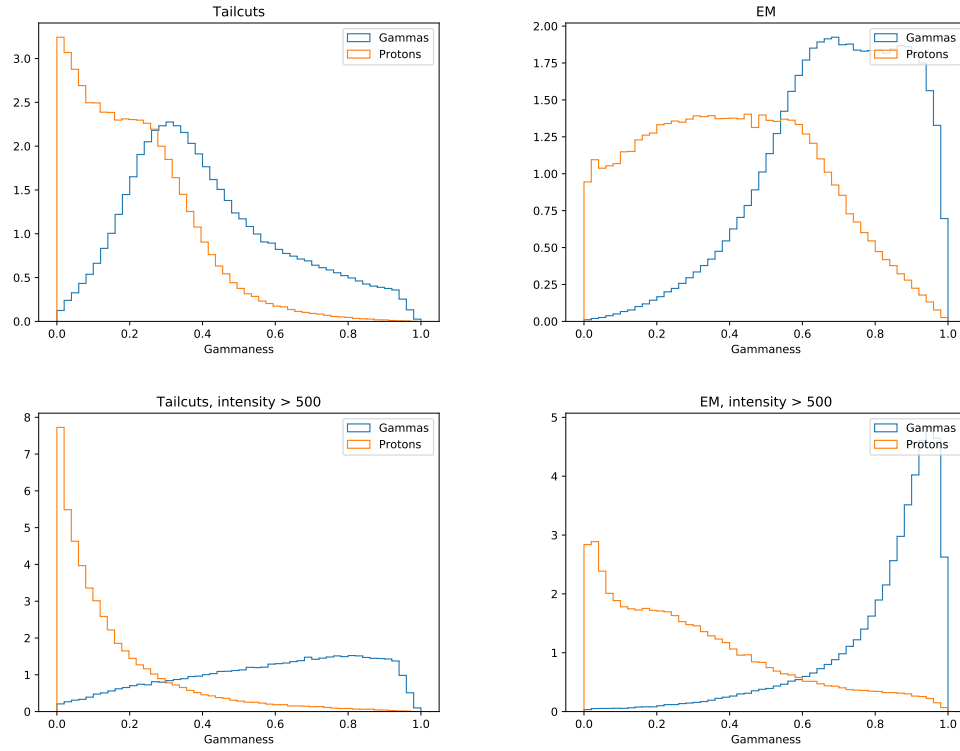 Tailcuts
3.0
2.5
2.0
1.5
1.0
0.5
0.0
0.0 0.2 0.4 0.6 0.8 1.0
Gammaness
Gammas
Protons
EM
2.00
1.75
1.50
1.25
1.00
0.75
0.50
0.25
0.00
0.0 0.2 0.4 0.6 0.8 1.0
Gammaness
Gammas
Protons
Tailcuts, intensity > 500
8
7
6
5
4
3
2
1
0
0.0 0.2 0.4 0.6 0.8 1.0
Gammaness
Gammas
Protons
EM, intensity > 500
5
4
3
2
1
0
0.0 0.2 0.4 0.6 0.8 1.0
Gammaness
Gammas
Protons